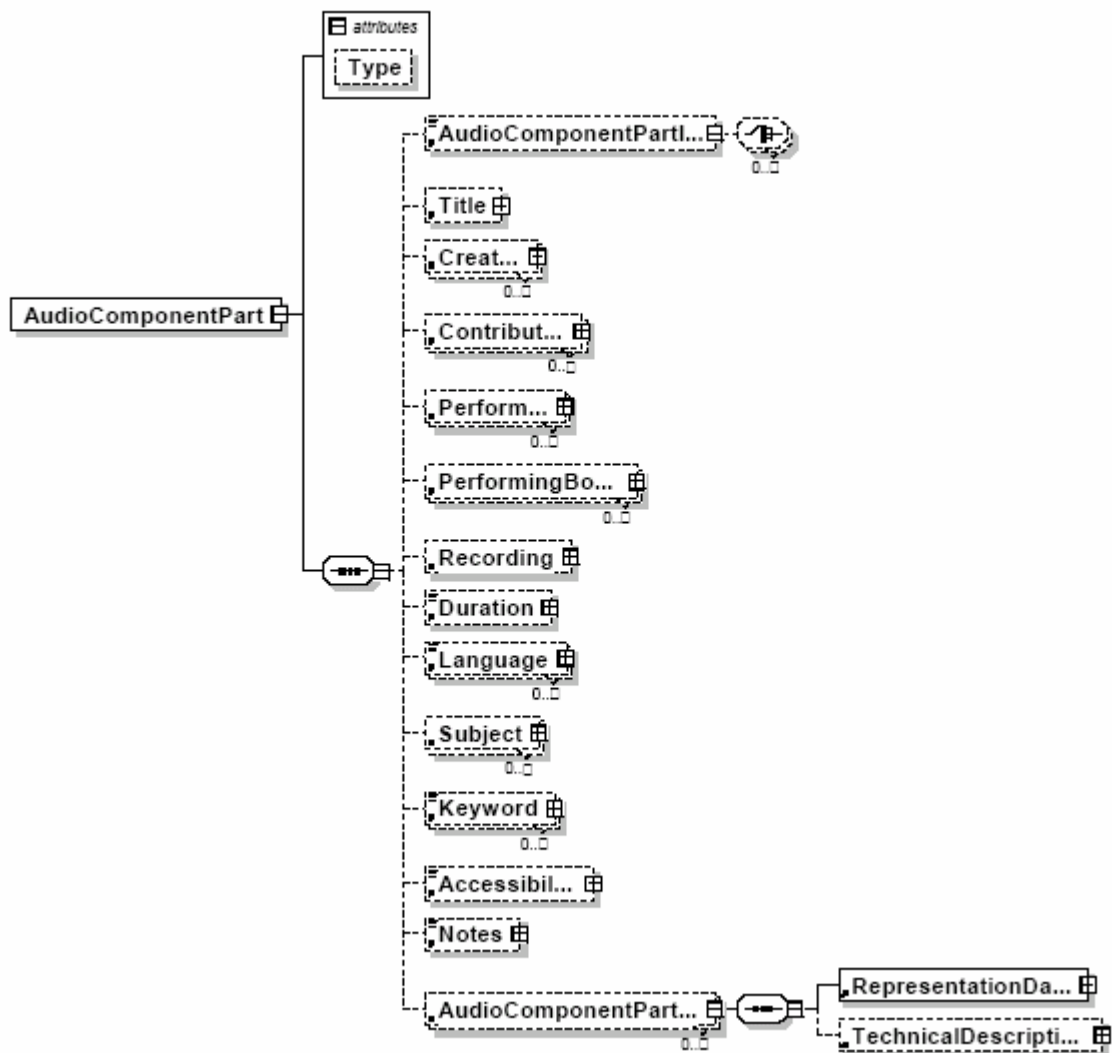 attributes
Type
AudioComponentPartI...
0..□
Title
Creat...
0..□
AudioComponentPart
Contribut...
0..□
Perform...
0..□
PerformingBo...
0..□
Recording
Duration
Language
0..□
Subject
0..□
Keyword
0..□
Accessibil...
Notes
RepresentationDa...
AudioComponentPart...
0..□
TechnicalDescripti...